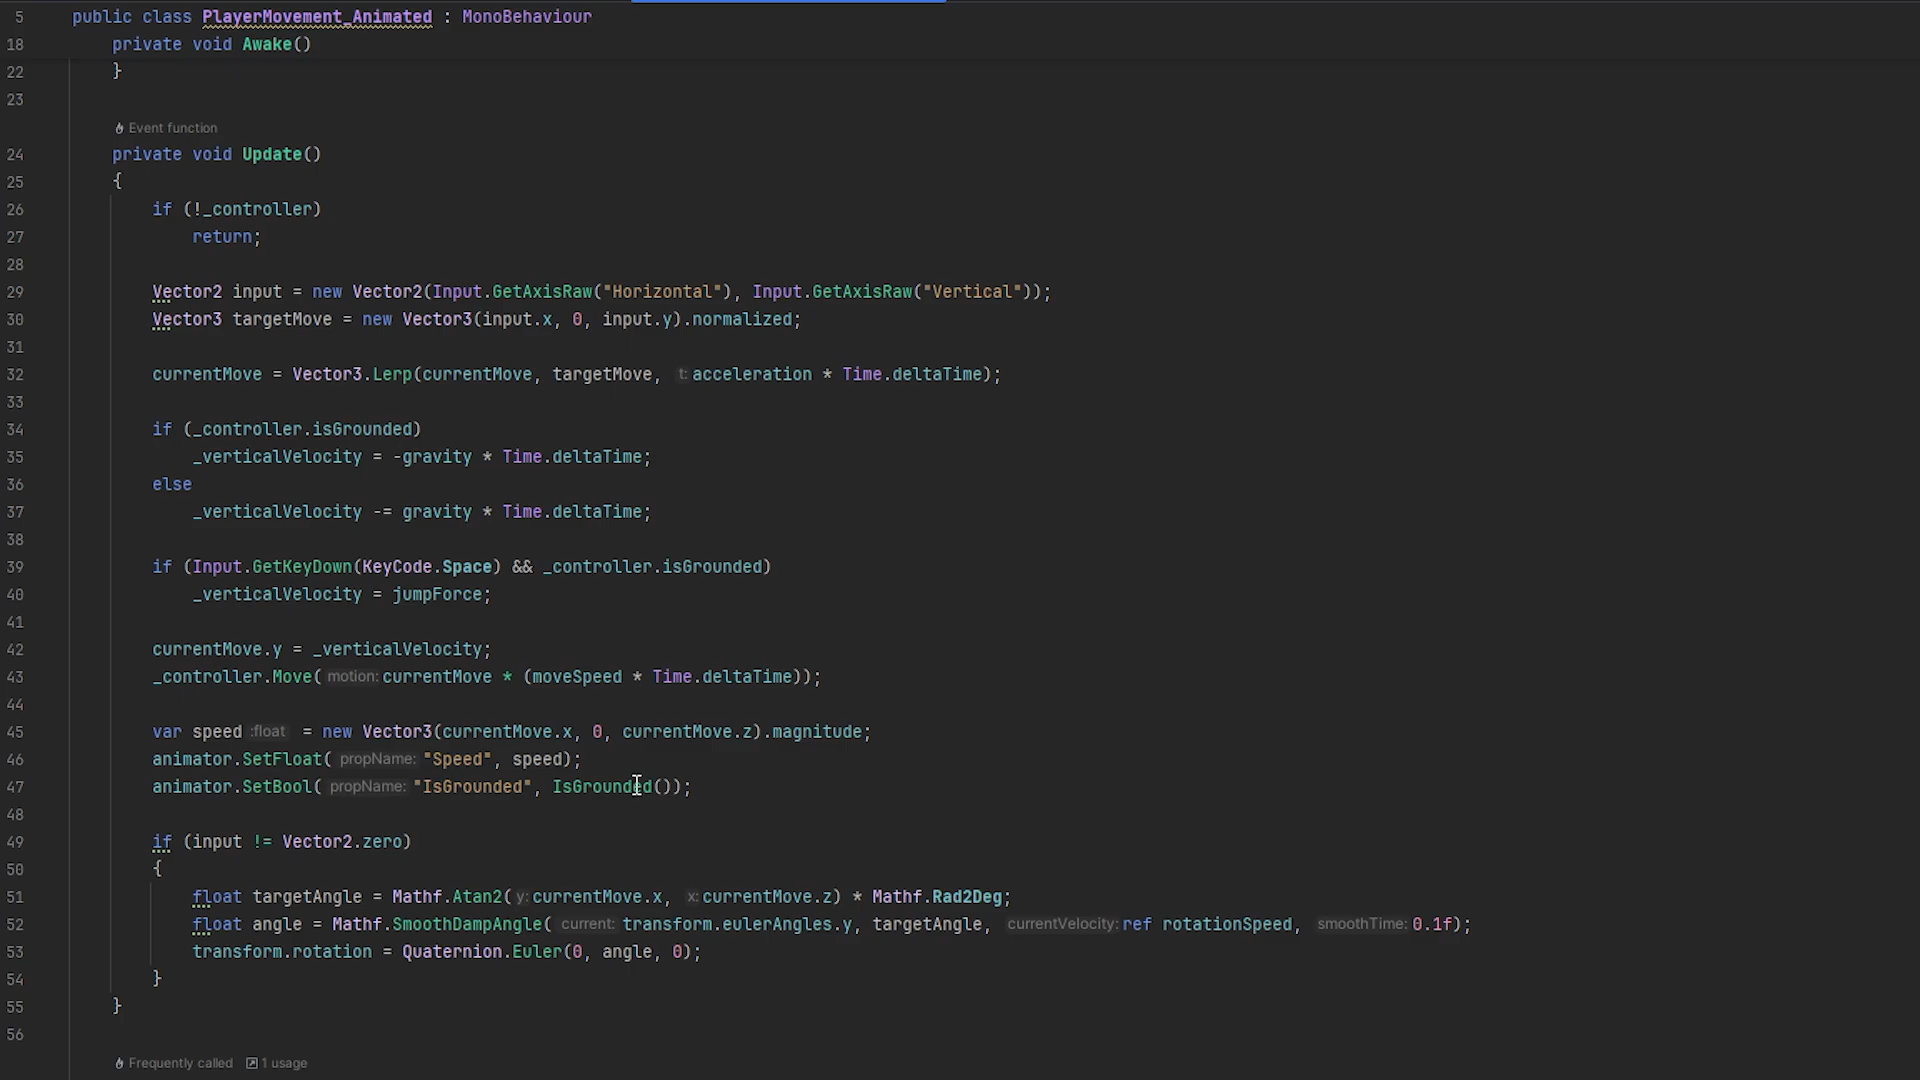 5 public class PlayerMovement_Animated : MonoBehaviour
18 private void Awake()
22 }
23
Event function
24 private void Update()
25 {
26 if (!_controller)
27 return;
28
29 Vector2 input = new Vector2(Input.GetAxisRaw("Horizontal"), Input.GetAxisRaw("Vertical"));
30 Vector3 targetMove = new Vector3(input.x, 0, input.y).normalized;
31
32 currentMove = Vector3.Lerp(currentMove, targetMove, t: acceleration * Time.deltaTime);
33
34 if (_controller.isGrounded)
35 _verticalVelocity = -gravity * Time.deltaTime;
36 else
37 _verticalVelocity -= gravity * Time.deltaTime;
38
39 if (Input.GetKeyDown(KeyCode.Space) && _controller.isGrounded)
40 _verticalVelocity = jumpForce;
41
42 currentMove.y = _verticalVelocity;
43 _controller.Move( motion: currentMove * (moveSpeed * Time.deltaTime));
44
45 var speed :float = new Vector3(currentMove.x, 0, currentMove.z).magnitude;
46 animator.SetFloat( propName: "Speed", speed);
47 animator.SetBool( propName: "IsGrounded", IsGrounded());
48
49 if (input != Vector2.zero)
50 {
51 float targetAngle = Mathf.Atan2( y: currentMove.x, x: currentMove.z) * Mathf.Rad2Deg;
52 float angle = Mathf.SmoothDampAngle( current: transform.eulerAngles.y, targetAngle, currentVelocity: ref rotationSpeed, smoothTime: 0.1f);
53 transform.rotation = Quaternion.Euler(0, angle, 0);
54 }
55 }
56
Frequently called 1 usage